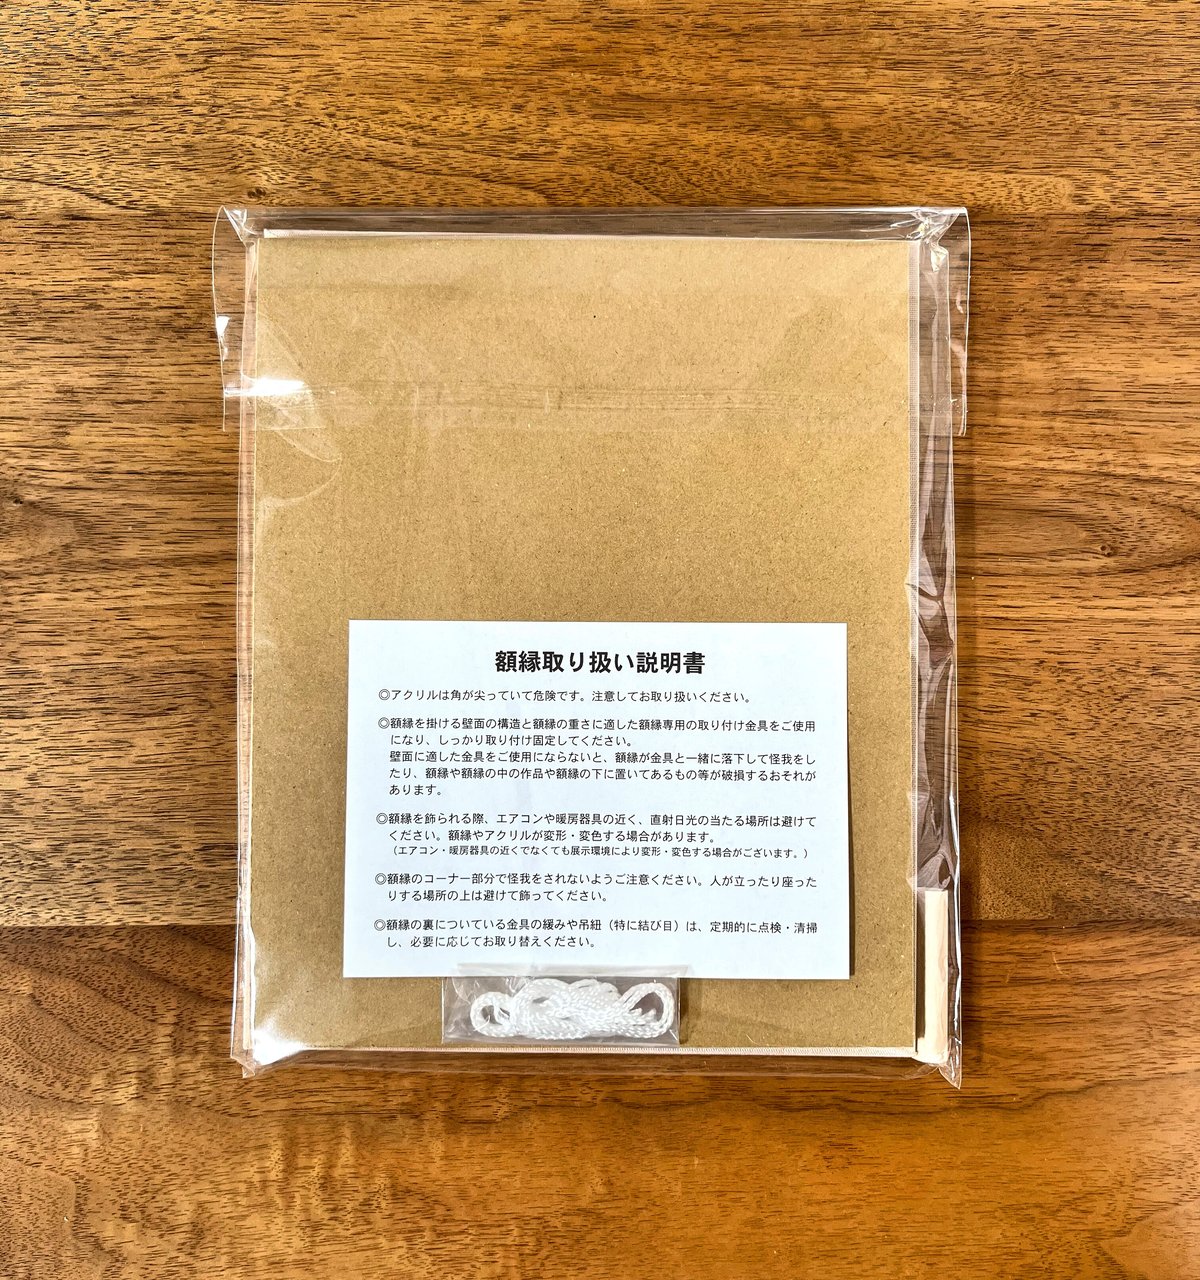 額縁取り扱い説明書
◎アクリルは角が尖っていて危険です。注意してお取り扱いください。
◎額縁を掛ける壁面の構造と額縁の重さに適した額縁専用の取り付け金具をご使用
になり、しっかり取り付け固定してください。
壁面に適した金具をご使用にならないと、額縁が金具と一緒に落下して怪我をし
たり、額縁や額縁の中の作品や額縁の下に置いてあるもの等が破損するおそれが
あります。
◎額縁を飾られる際、エアコンや暖房器具の近く、直射日光の当たる場所は避けて
ください。額縁やアクリルが変形・変色する場合があります。
（エアコン・暖房器具の近くでなくても展示環境により変形・変色する場合がございます。）
◎額縁のコーナー部分で怪我をされないようご注意ください。人が立ったり座った
りする場所の上は避けて飾ってください。
◎額縁の裏についている金具の緩みや吊紐（特に結び目）は、定期的に点検・清掃
し、必要に応じてお取り替えください。